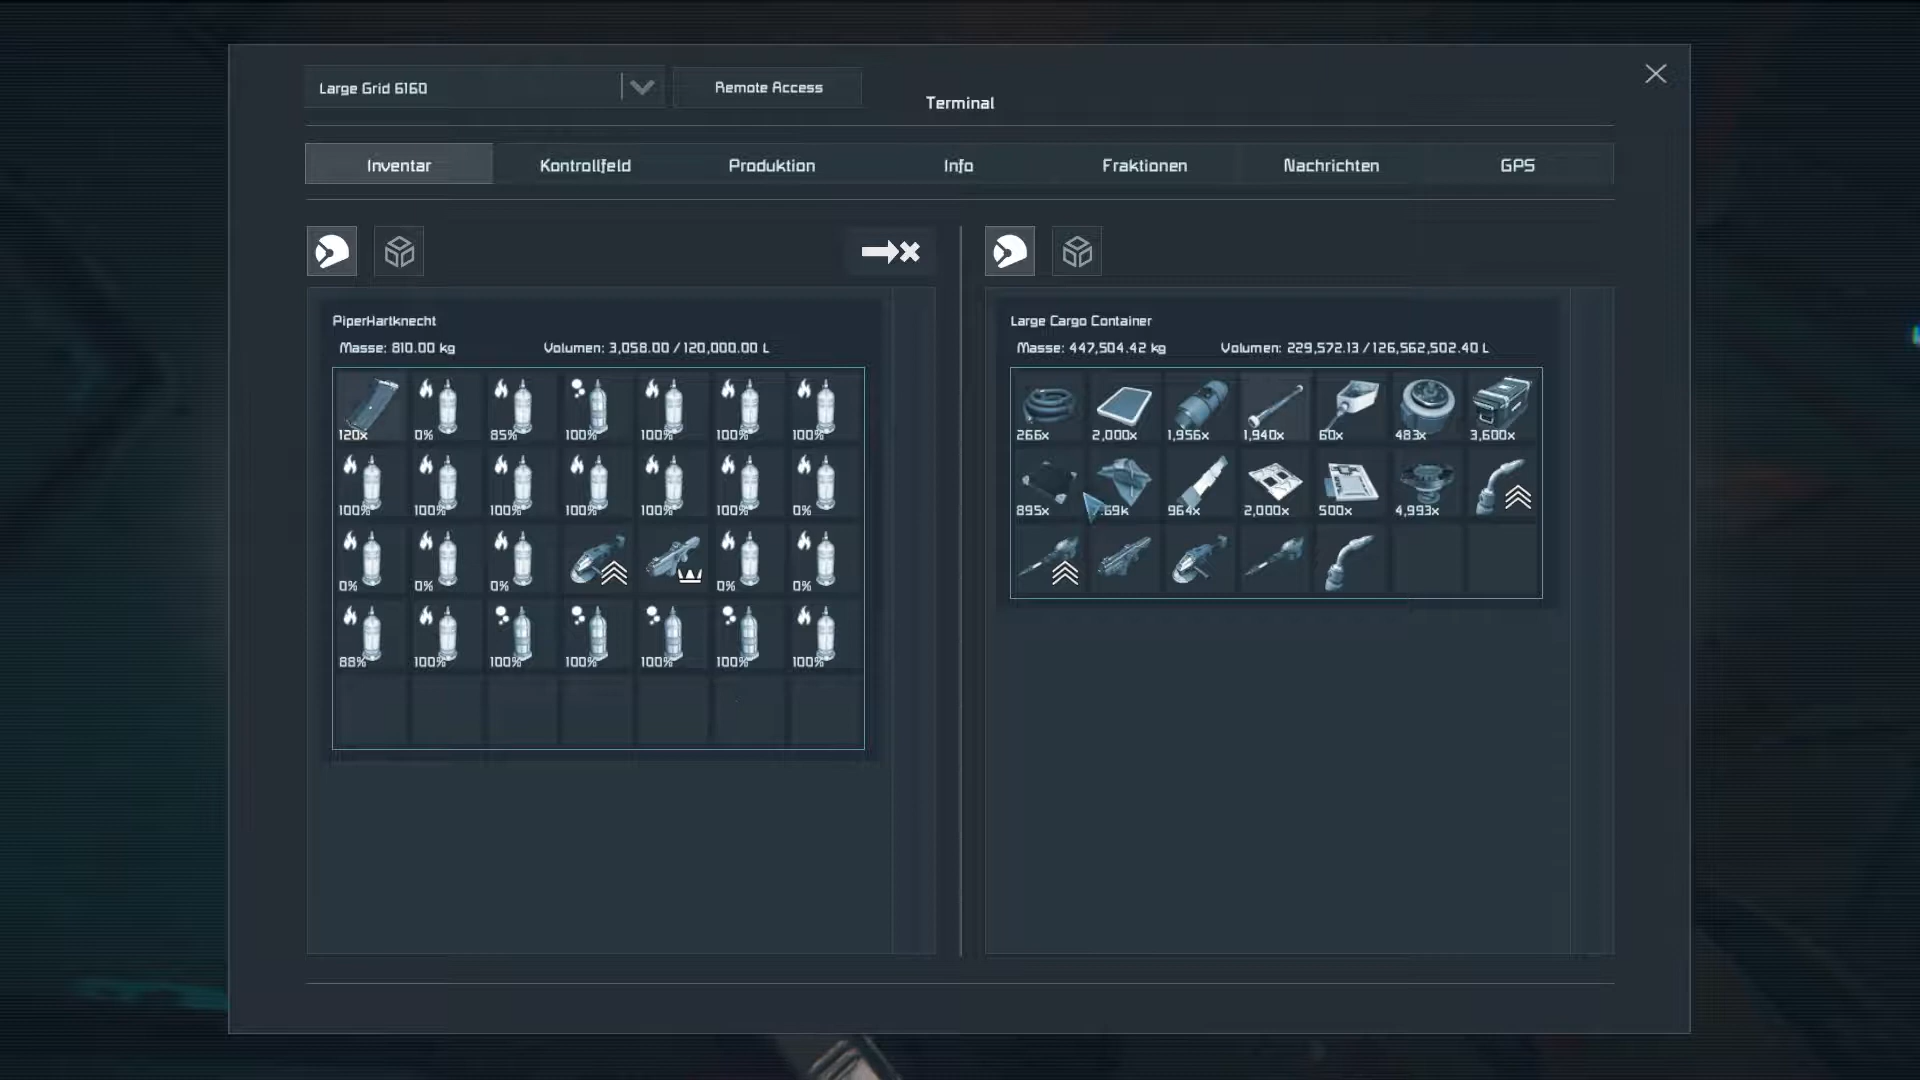 Large Grid 6160
Remote Access
Terminal
Inventar
Kontrollfeld
Produktion
Info
Fraktionen
Nachrichten
GPS
PiperHartknecht
Masse: 810.00 kg
Volumen: 3,058.00 / 120,000.00 L
120x
0%
85%
100%
100%
100%
100%
100%
100%
100%
100%
100%
100%
0%
0%
0%
0%
0%
0%
88%
100%
100%
100%
100%
100%
100%
Large Cargo Container
Masse: 447,504.42 kg
Volumen: 229,572.13 / 126,562,502.40 L
266x
2,000x
1,956x
1,940x
60x
483x
3,600x
895x
964x
2,000x
500x
4,993x